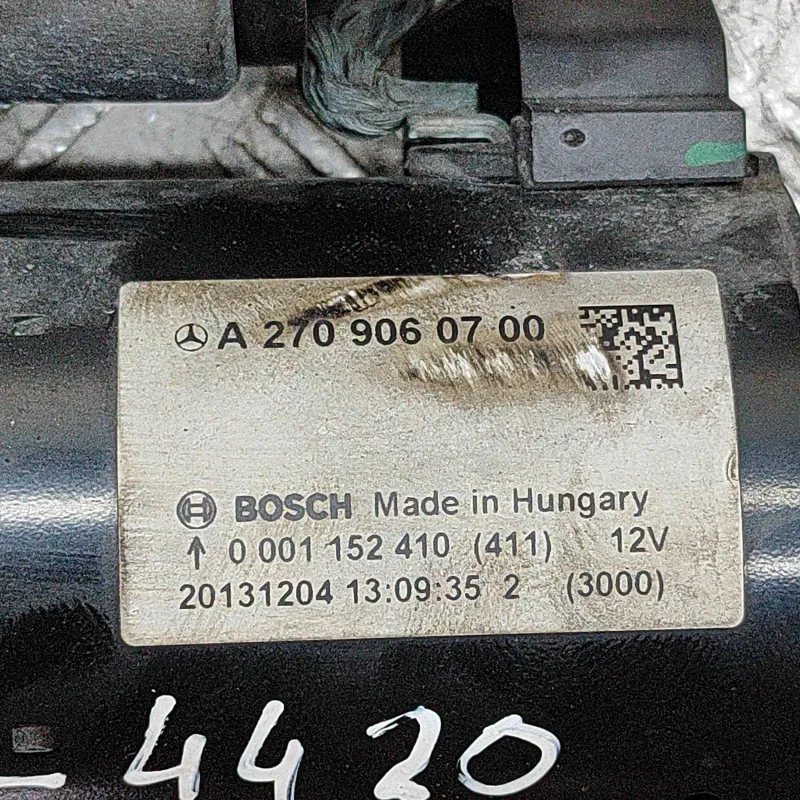 A 270 906 07 00
BOSCH Made in Hungary
↑ 0 001 152 410 (411) 12V
20131204 13:09:35 2 (3000)
- 4420